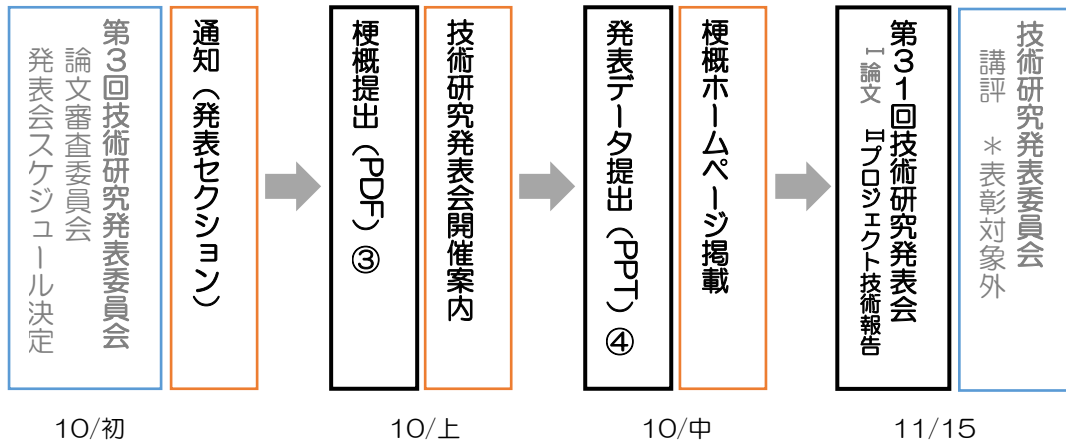 第3回技術研究発表委員会
論文審査委員会
発表会スケジュール決定
通知（発表セクション）
梗概提出（PDF）③
技術研究発表会開催案内
発表データ提出（PPT）④
梗概ホームページ掲載
第31回技術研究発表会
Ⅰ論文　Ⅱプロジェクト技術報告
技術研究発表委員会
講評　＊表彰対象外
10/初
10/上
10/中
11/15